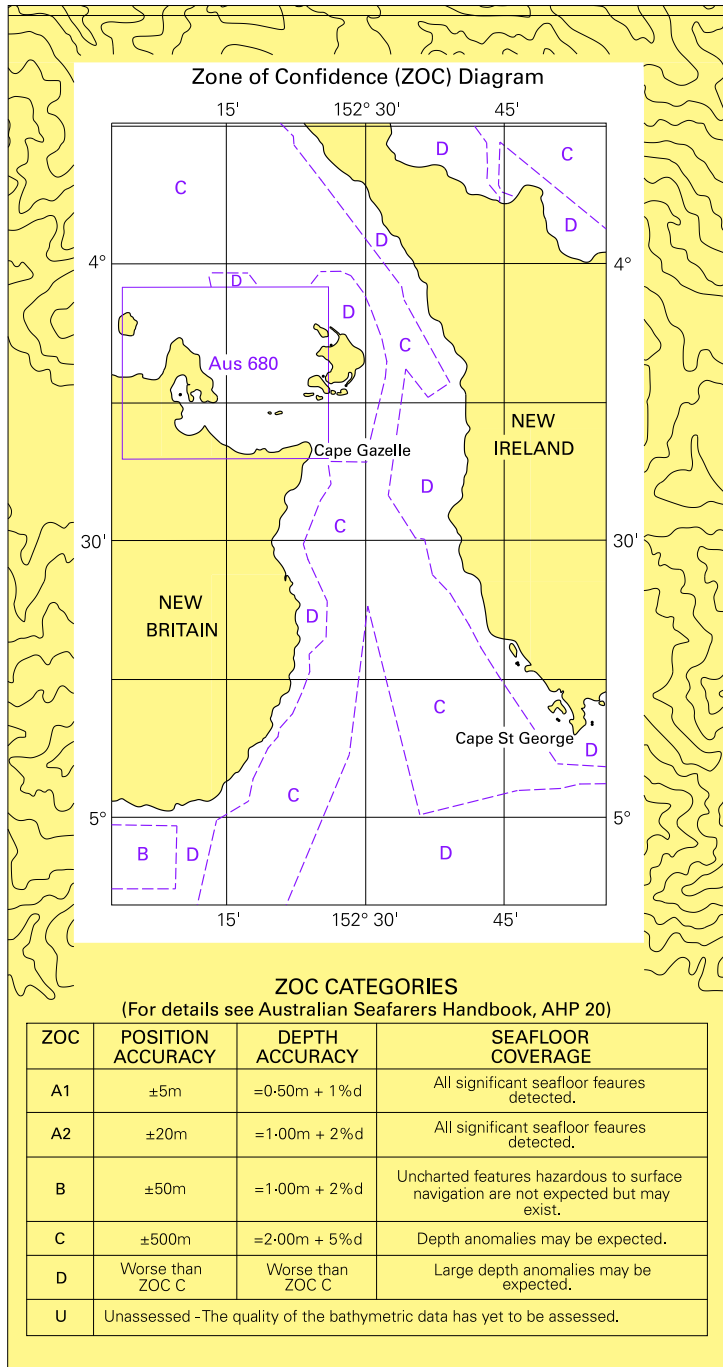 Zone of Confidence (ZOC) Diagram
15' 152° 30' 45'
D C
C
D D
4° 4°
D
D
C
Aus 680
NEW
IRELAND
Cape Gazelle
D
C
30' 30'
NEW
BRITAIN
D
C
Cape St George
D
C
5° 5°
B D D
15' 152° 30' 45'
ZOC CATEGORIES
(For details see Australian Seafarers Handbook, AHP 20)
ZOC POSITION ACCURACY DEPTH ACCURACY SEAFLOOR COVERAGE
A1 ±5m =0·50m + 1%d All significant seafloor feaures
detected.
A2 ±20m =1·00m + 2%d All significant seafloor feaures
detected.
B ±50m =1·00m + 2%d Uncharted features hazardous to surface
navigation are not expected but may
exist.
C ±500m =2·00m + 5%d Depth anomalies may be expected.
D Worse than ZOC C Worse than ZOC C Large depth anomalies may be
expected.
U Unassessed - The quality of the bathymetric data has yet to be assessed.